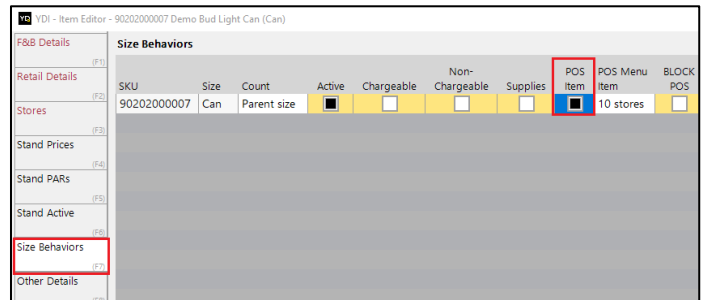 YD YDI - Item Editor - 90202000007 Demo Bud Light Can (Can)
F&B Details
(F1)
Retail Details
(F2)
Stores
(F3)
Stand Prices
(F4)
Stand PARs
(F5)
Stand Active
(F6)
Size Behaviors
(F7)
Other Details
(F8)
Size Behaviors
SKU Size Count Active Chargeable Non-Chargeable Supplies POS Item POS Menu Item BLOCK POS
90202000007 Can Parent size 10 stores